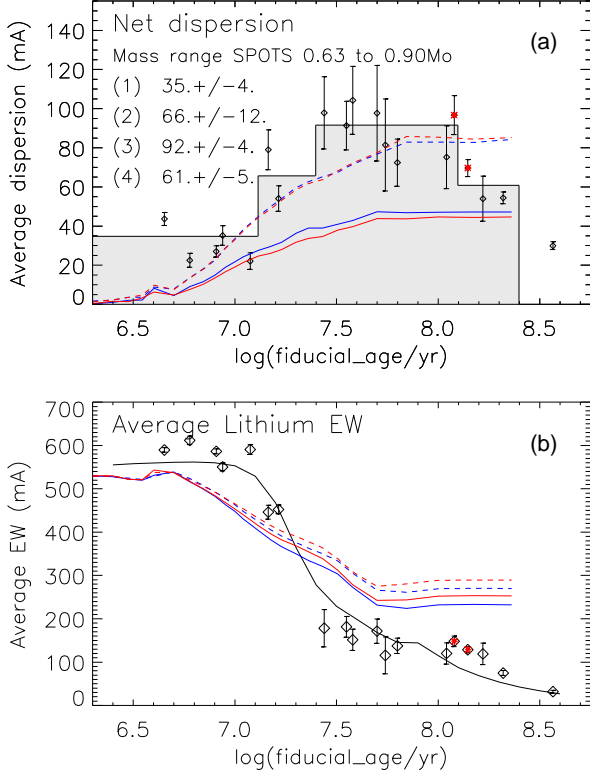 Net dispersion
(a)
Mass range SPOTS 0.63 to 0.90Mo
(1) 35.+/−4.
(2) 66.+/−12.
(3) 92.+/−4.
(4) 61.+/−5.
Average dispersion (mA)
140
120
100
80
60
40
20
0
6.5 7.0 7.5 8.0 8.5
log(fiducial_age/yr)
Average Lithium EW
(b)
Average EW (mA)
700
600
500
400
300
200
100
0
6.5 7.0 7.5 8.0 8.5
log(fiducial_age/yr)